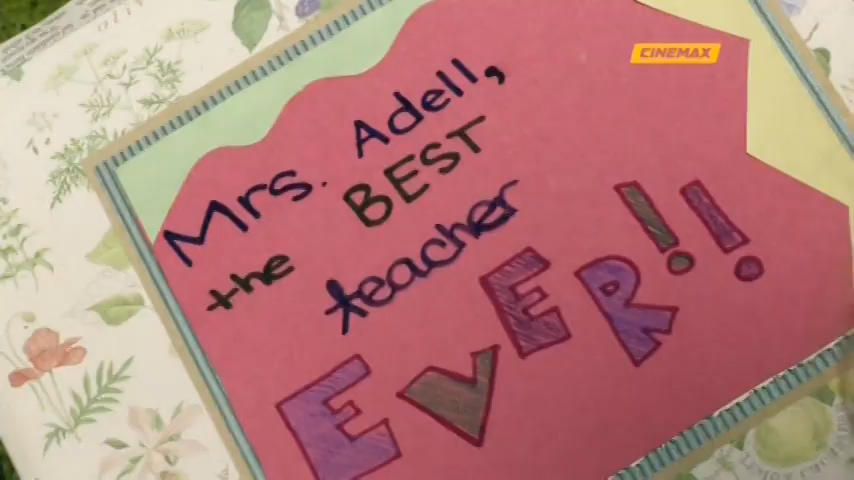 CINEMAX
Mrs. Adell,
the BEST
teacher
EVER!!